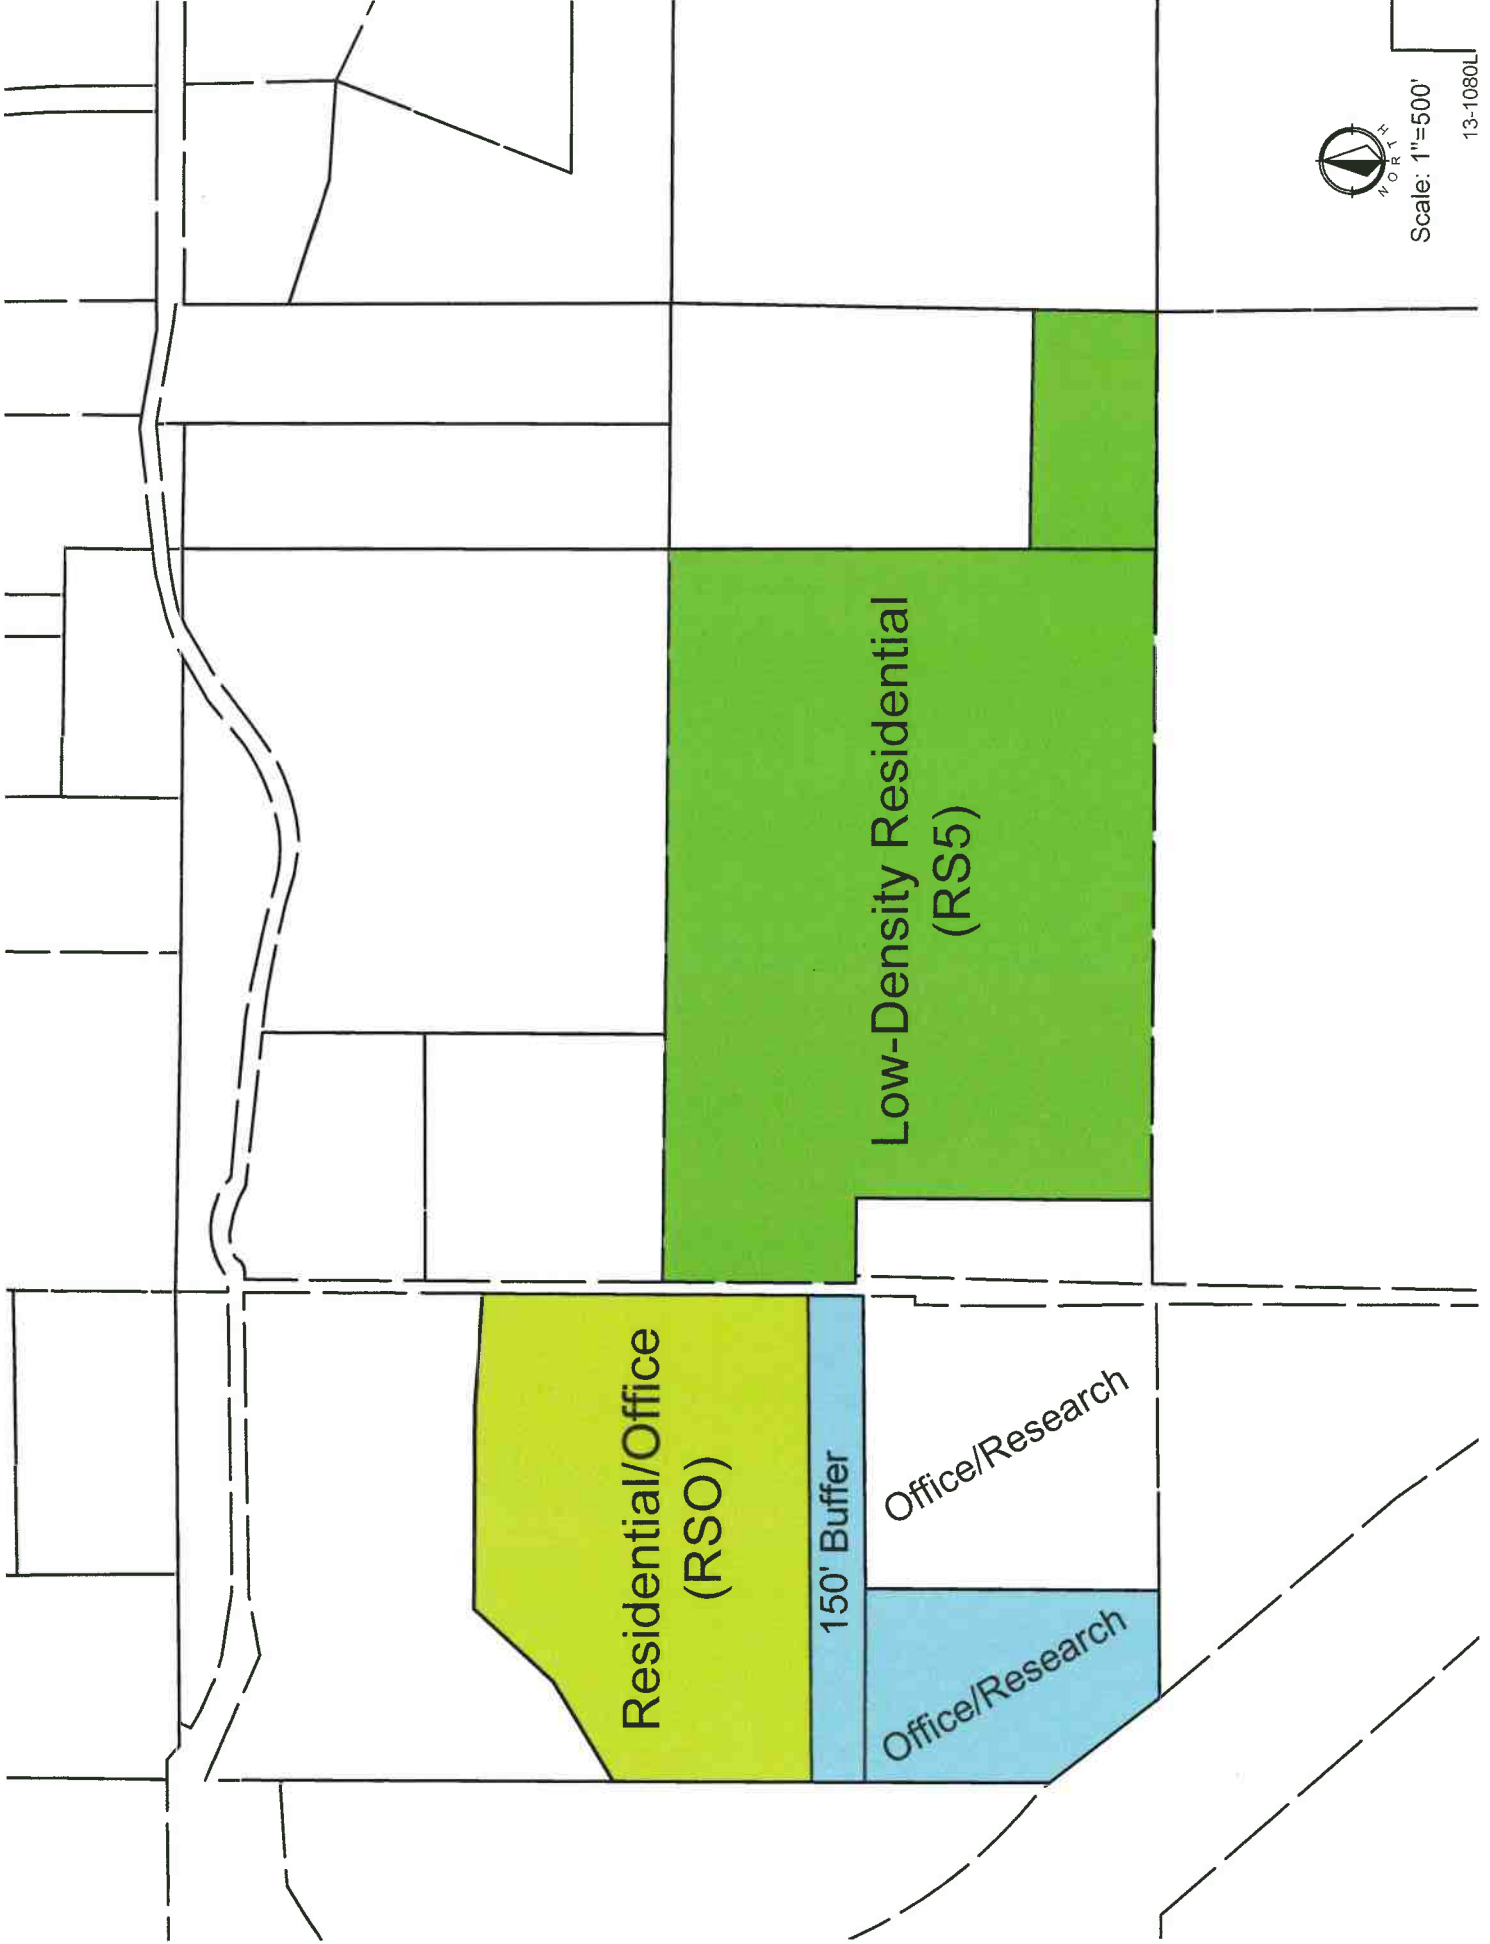 Residential/Office
(RSO)
150' Buffer
Office/Research
Office/Research
Low-Density Residential
(RS5)
NORTH
Scale: 1"=500'
13-1080L